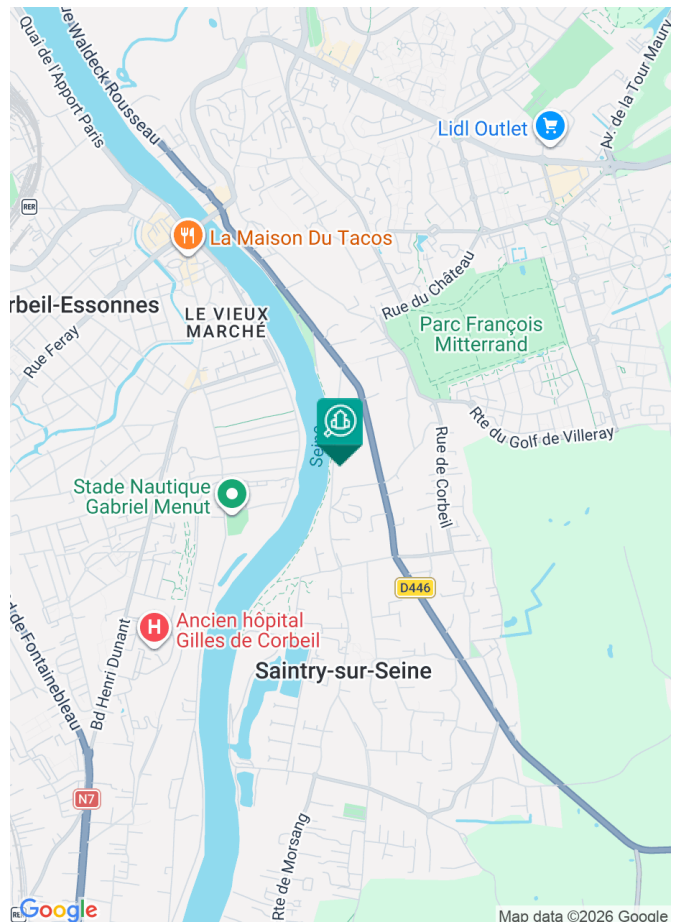 Rue Waldeck-Rousseau
Quai de l'Apport Paris
Av. de la Tour Maury
Lidl Outlet
RER
La Maison Du Tacos
Rue du Château
rbeil-Essonnes
LE VIEUX
MARCHÉ
Parc François
Mitterrand
Rue Feray
Rte du Golf de Villeray
Seine
Rue de Corbeil
Stade Nautique
Gabriel Menut
D446
H
Ancien hôpital
Gilles de Corbeil
d de Fontainebleau
Bd Henri Dunant
Saintry-sur-Seine
N7
Rte de Morsang
RER
Google
Map data ©2026 Google